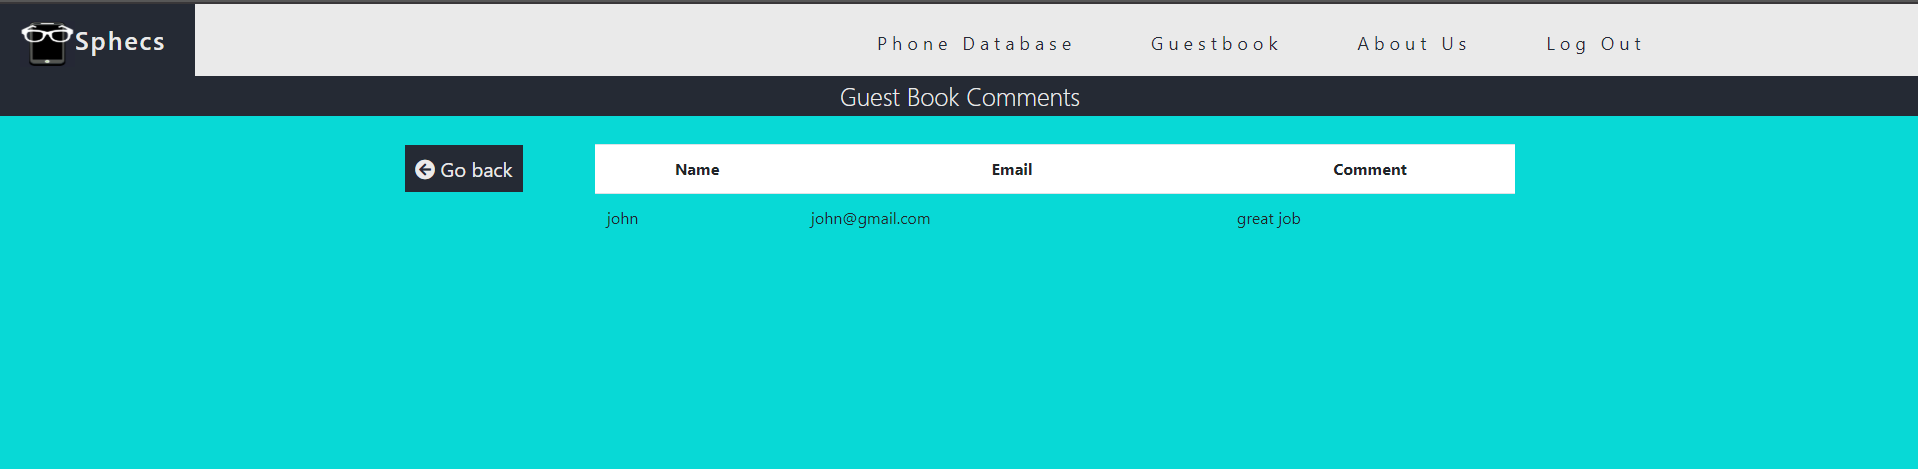 Sphecs
Phone Database Guestbook About Us Log Out
Guest Book Comments
Go back
Name Email Comment
john john@gmail.com great job